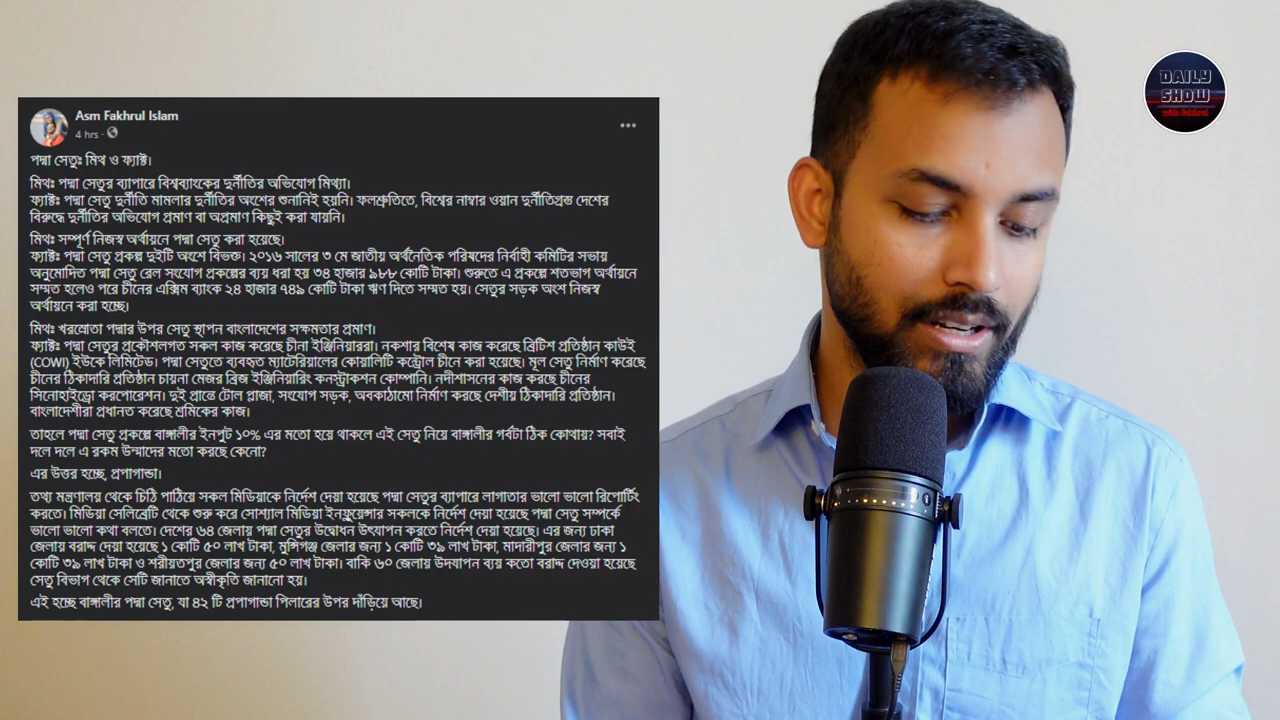 Asm Fakhrul Islam
4 hrs ·
পদ্মা সেতুঃ মিথ ও ফ্যাক্ট।
মিথঃ পদ্মা সেতুর ব্যাপারে বিশ্বব্যাংকের দুর্নীতির অভিযোগ মিথ্যা।
ফ্যাক্টঃ পদ্মা সেতু দুর্নীতি মামলার দুর্নীতির অংশের শুনানিই হয়নি। ফলশ্রুতিতে, বিশ্বের নাম্বার ওয়ান দুর্নীতিগ্রস্ত দেশের
বিরুদ্ধে দুর্নীতির অভিযোগ প্রমাণ বা অপ্রমাণ কিছুই করা যায়নি।
মিথঃ সম্পূর্ণ নিজস্ব অর্থায়নে পদ্মা সেতু করা হয়েছে।
ফ্যাক্টঃ পদ্মা সেতু প্রকল্প দুইটি অংশে বিভক্ত। ২০১৬ সালের ৩ মে জাতীয় অর্থনৈতিক পরিষদের নির্বাহী কমিটির সভায়
অনুমোদিত পদ্মা সেতু রেল সংযোগ প্রকল্পের ব্যয় ধরা হয় ৩৪ হাজার ৯৮৮ কোটি টাকা। শুরুতে এ প্রকল্পে শতভাগ অর্থায়নে
সম্মত হলেও পরে চীনের এক্সিম ব্যাংক ২৪ হাজার ৭৪৯ কোটি টাকা ঋণ দিতে সম্মত হয়। সেতুর সড়ক অংশ নিজস্ব
অর্থায়নে করা হচ্ছে।
মিথঃ খরস্রোতা পদ্মার উপর সেতু স্থাপন বাংলাদেশের সক্ষমতার প্রমাণ।
ফ্যাক্টঃ পদ্মা সেতুর প্রকৌশলগত সকল কাজ করেছে চীনা ইঞ্জিনিয়াররা। নকশার বিশেষ কাজ করেছে ব্রিটিশ প্রতিষ্ঠান কাউই
(COWI) ইউকে লিমিটেড। পদ্মা সেতুতে ব্যবহৃত ম্যাটেরিয়ালের কোয়ালিটি কন্ট্রোল চীনে করা হয়েছে। মূল সেতু নির্মাণ করেছে
চীনের ঠিকাদারি প্রতিষ্ঠান চায়না মেজর ব্রিজ ইঞ্জিনিয়ারিং কনস্ট্রাকশন কোম্পানি। নদীশাসনের কাজ করছে চীনের
সিনোহাইড্রো করপোরেশন। দুই প্রান্তে টোল প্লাজা, সংযোগ সড়ক, অবকাঠামো নির্মাণ করছে দেশীয় ঠিকাদারি প্রতিষ্ঠান।
বাংলাদেশীরা প্রধানত করেছে শ্রমিকের কাজ।
তাহলে পদ্মা সেতু প্রকল্পে বাঙ্গালীর ইনপুট ১০% এর মতো হয়ে থাকলে এই সেতু নিয়ে বাঙ্গালীর গর্বটা ঠিক কোথায়? সবাই
দলে দলে এ রকম উন্মাদের মতো করছে কেনো?
এর উত্তর হচ্ছে, প্রপাগান্ডা।
তথ্য মন্ত্রণালয় থেকে চিঠি পাঠিয়ে সকল মিডিয়াকে নির্দেশ দেয়া হয়েছে পদ্মা সেতুর ব্যাপারে লাগাতার ভালো ভালো রিপোর্টিং
করতে। মিডিয়া সেলিব্রেটি থেকে শুরু করে সোশ্যাল মিডিয়া ইনফ্লুয়েন্সার সকলকে নির্দেশ দেয়া হয়েছে পদ্মা সেতু সম্পর্কে
ভালো ভালো কথা বলতে। দেশের ৬৪ জেলায় পদ্মা সেতুর উদ্বোধন উৎযাপন করতে নির্দেশ দেয়া হয়েছে। এর জন্য ঢাকা
জেলায় বরাদ্দ দেয়া হয়েছে ১ কোটি ৫০ লাখ টাকা, মুন্সিগঞ্জ জেলার জন্য ১ কোটি ৩৯ লাখ টাকা, মাদারীপুর জেলার জন্য ১
কোটি ৩৯ লাখ টাকা ও শরীয়তপুর জেলার জন্য ৫০ লাখ টাকা। বাকি ৬০ জেলায় উদযাপন ব্যয় কতো বরাদ্দ দেওয়া হয়েছে
সেতু বিভাগ থেকে সেটি জানাতে অস্বীকৃতি জানানো হয়।
এই হচ্ছে বাঙ্গালীর পদ্মা সেতু, যা ৪২ টি প্রপাগান্ডা পিলারের উপর দাঁড়িয়ে আছে।
DAILY
SHOW